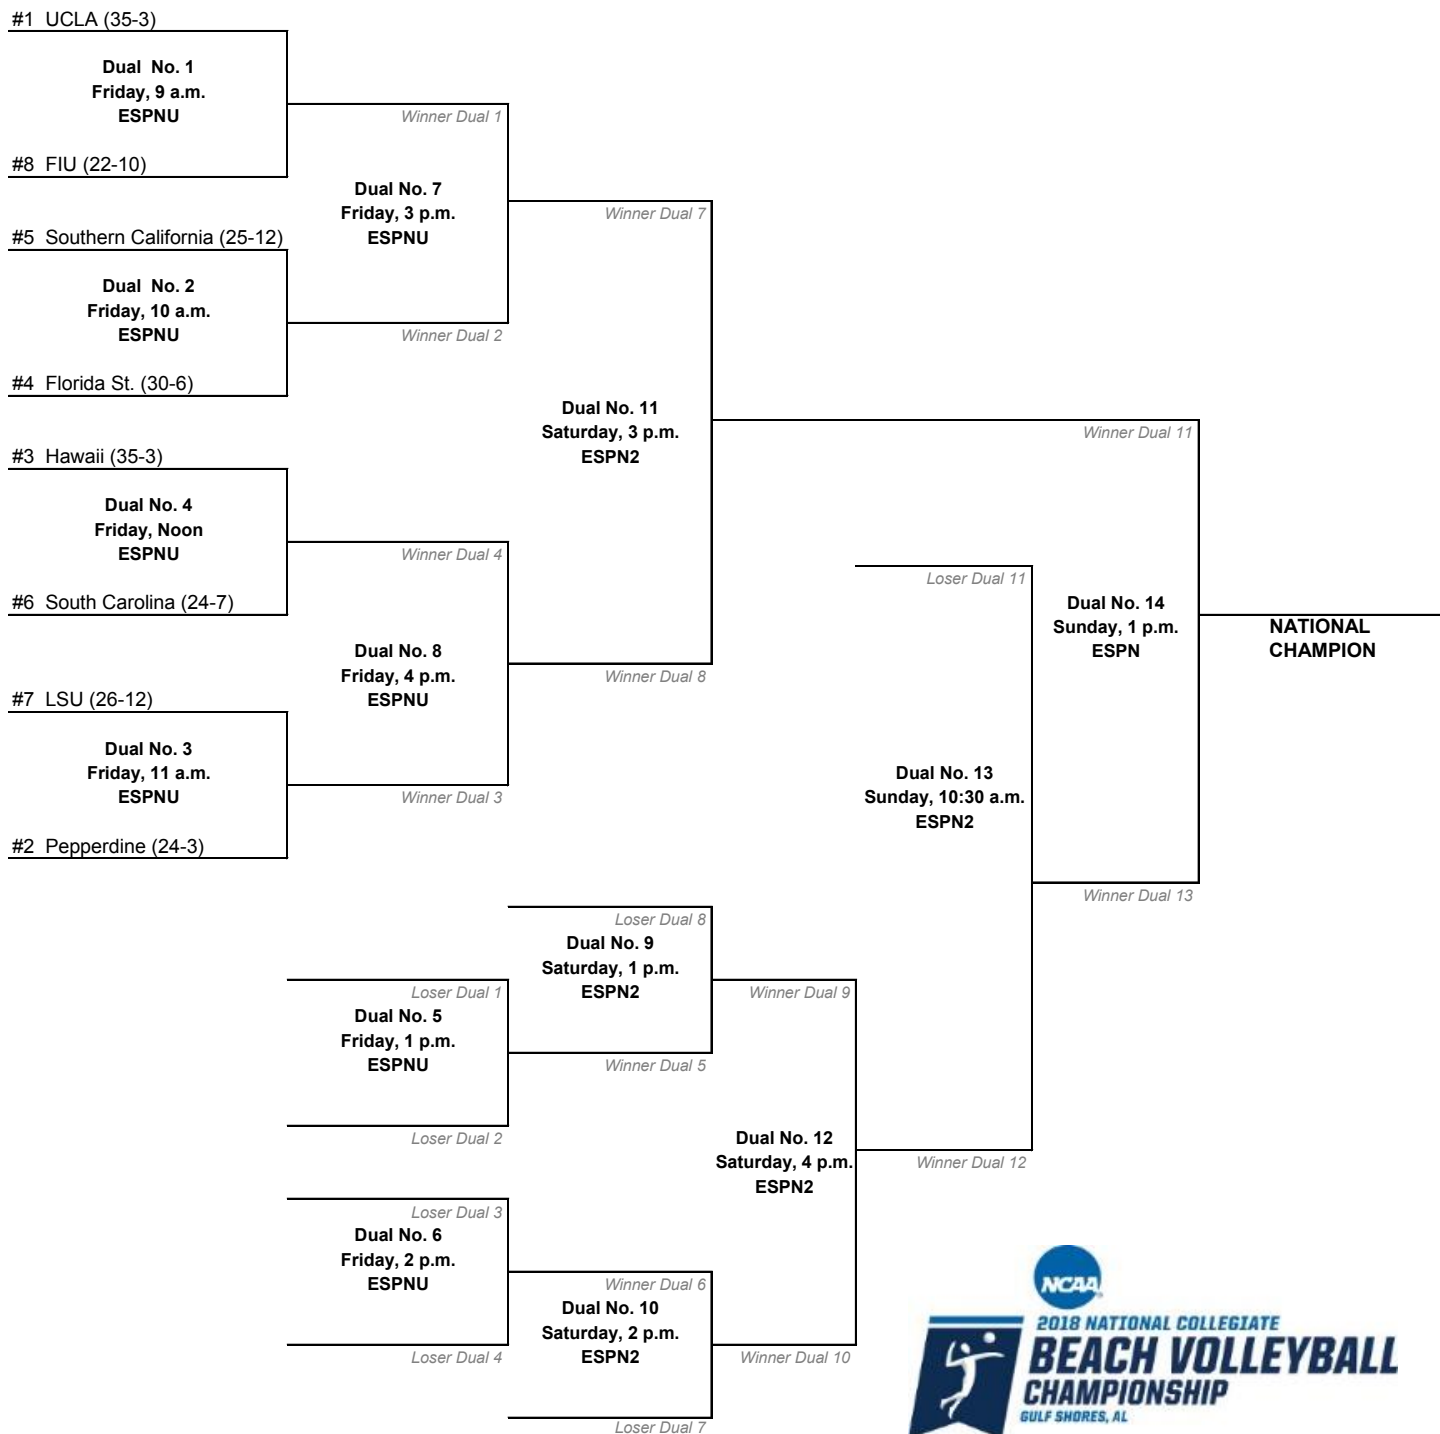 #1  UCLA (35-3)
Dual  No. 1
Friday, 9 a.m.
ESPNU
Winner Dual 1
#8  FIU (22-10)
Dual No. 7
Friday, 3 p.m.
ESPNU
Winner Dual 7
#5  Southern California (25-12)
Dual  No. 2
Friday, 10 a.m.
ESPNU
Winner Dual 2
#4  Florida St. (30-6)
Dual No. 11
Saturday, 3 p.m.
ESPN2
Winner Dual 11
#3  Hawaii (35-3)
Dual No. 4
Friday, Noon
ESPNU
Winner Dual 4
Loser Dual 11
#6  South Carolina (24-7)
Dual No. 14
Sunday, 1 p.m.
ESPN
NATIONAL
CHAMPION
Dual No. 8
Friday, 4 p.m.
ESPNU
Winner Dual 8
#7  LSU (26-12)
Dual No. 3
Friday, 11 a.m.
ESPNU
Winner Dual 3
Dual No. 13
Sunday, 10:30 a.m.
ESPN2
#2  Pepperdine (24-3)
Winner Dual 13
Loser Dual 8
Dual No. 9
Saturday, 1 p.m.
ESPN2
Winner Dual 9
Loser Dual 1
Dual No. 5
Friday, 1 p.m.
ESPNU
Winner Dual 5
Loser Dual 2
Dual No. 12
Saturday, 4 p.m.
ESPN2
Winner Dual 12
Loser Dual 3
Dual No. 6
Friday, 2 p.m.
ESPNU
Winner Dual 6
Dual No. 10
Saturday, 2 p.m.
ESPN2
Loser Dual 4
Winner Dual 10
Loser Dual 7
NCAA
2018 NATIONAL COLLEGIATE
BEACH VOLLEYBALL
CHAMPIONSHIP
GULF SHORES, AL